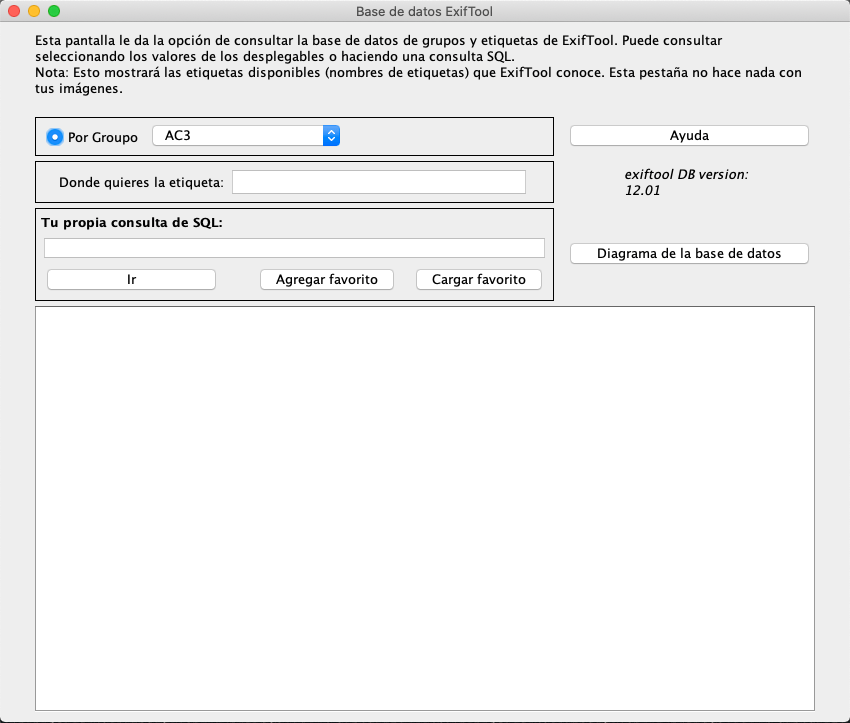 Base de datos ExifTool
Esta pantalla le da la opción de consultar la base de datos de grupos y etiquetas de ExifTool. Puede consultar
seleccionando los valores de los desplegables o haciendo una consulta SQL.
Nota: Esto mostrará las etiquetas disponibles (nombres de etiquetas) que ExifTool conoce. Esta pestaña no hace nada con
tus imágenes.
Por Groupo
AC3
Ayuda
Donde quieres la etiqueta:
exiftool DB version:
12.01
Tu propia consulta de SQL:
Diagrama de la base de datos
Ir
Agregar favorito
Cargar favorito